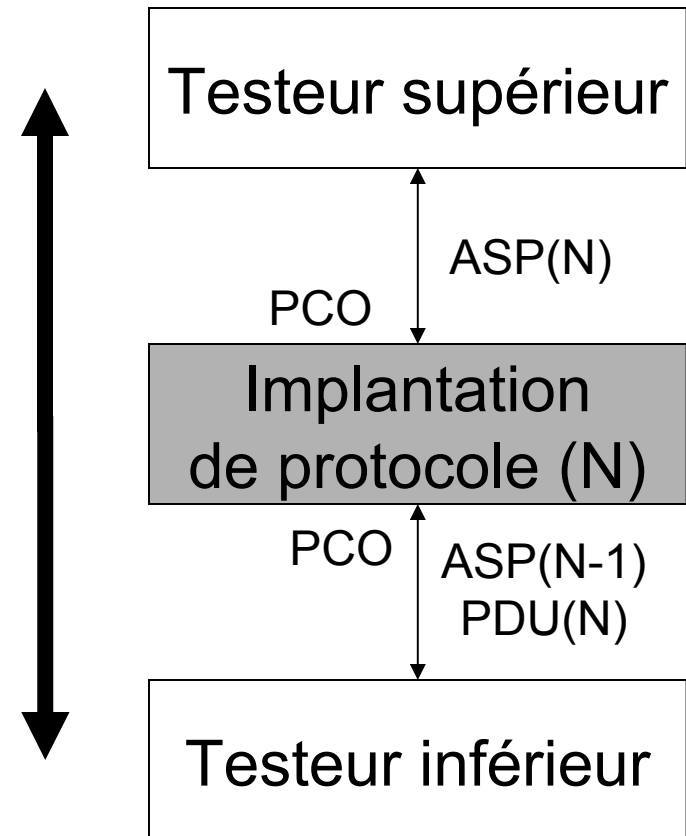 Testeur supérieur
ASP(N)
PCO
Implantation
de protocole (N)
PCO
ASP(N-1)
PDU(N)
Testeur inférieur